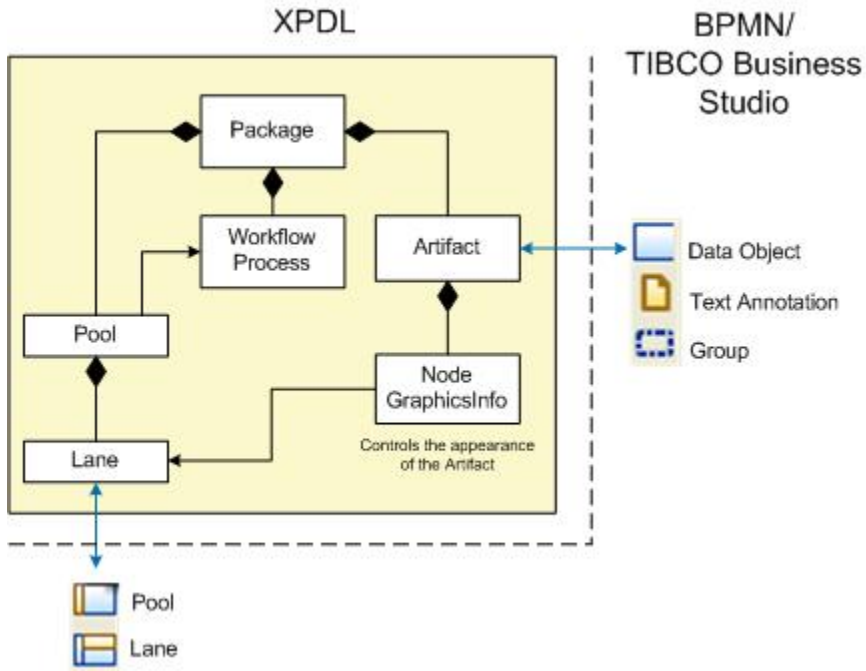 XPDL
BPMN/
TIBCO Business
Studio
Package
Workflow
Process
Artifact
Data Object
Text Annotation
Group
Pool
Node
GraphicsInfo
Controls the appearance
of the Artifact
Lane
Pool
Lane